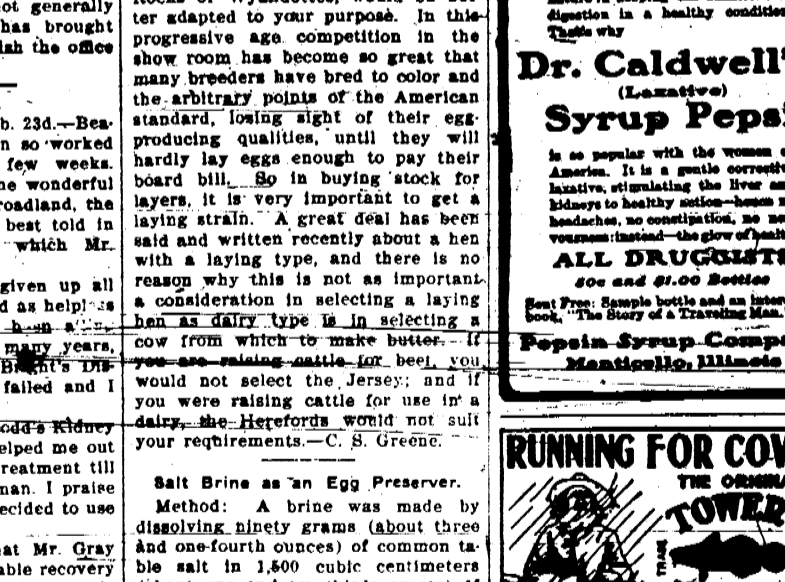 not generally
has brought
ish the office
b. 23d.—Bea-
n so worked
few weeks.
ne wonderful
roadland, the
best told in
which Mr.
given up all
d as helpless
many years,
Bright's Dis-
failed and I
odd's Kidney
elped me out
reatment till
man. I praise
ecided to use
at Mr. Gray
able recovery
ter adapted to your purpose. In this
progressive age competition in the
show room has become so great that
many breeders have bred to color and
the arbitrary points of the American
standard, losing sight of their egg-
producing qualities, until they will
hardly lay eggs enough to pay their
board bill. So in buying stock for
layers, it is very important to get a
laying strain. A great deal has been
said and written recently about a hen
with a laying type, and there is no
reason why this is not as important
a consideration in selecting a laying
hen as dairy type is in selecting a
cow from which to make butter. If
you are raising cattle for beef, you
would not select the Jersey; and if
you were raising cattle for use in a
dairy, the Herefords would not suit
your requirements.—C. S. Greene.
Salt Brine as an Egg Preserver.
Method: A brine was made by
dissolving ninety grams (about three
and one-fourth ounces) of common ta-
ble salt in 1,500 cubic centimeters
digestion in a healthy condition
That's why
Dr. Caldwell'
(Laxative)
Syrup Pepsi
is so popular with the women o
America. It is a gentle correctiv
laxative, stimulating the liver an
kidneys to healthy action—hence n
headaches, no constipation, no ner
vousness: instead—the glow of healt
ALL DRUGGISTS
50c and $1.00 Bottles
Sent Free: Sample bottle and an inter
book, "The Story of a Traveling Man."
Pepsin Syrup Compa
Monticello, Illinois
RUNNING FOR COV
THE ORIGINA
TOWER